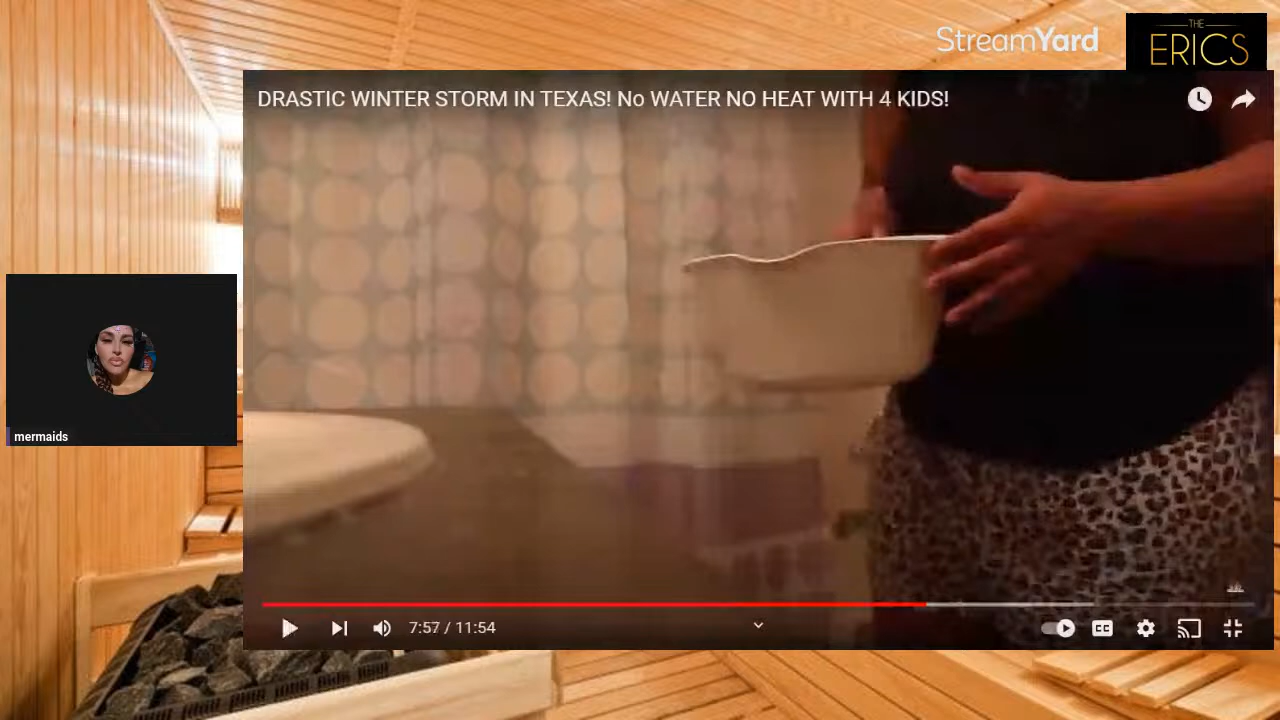 StreamYard
THE
ERICS
DRASTIC WINTER STORM IN TEXAS! No WATER NO HEAT WITH 4 KIDS!
mermaids
7:57 / 11:54
CC